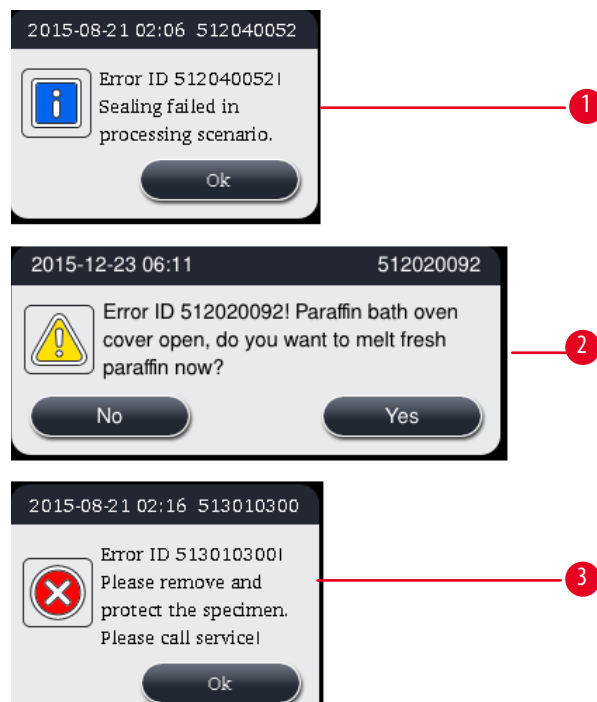 2015-08-21 02:06 512040052
Error ID 512040052!
Sealing failed in
processing scenario.
Ok
1
2015-12-23 06:11 512020092
Error ID 512020092! Paraffin bath oven
cover open, do you want to melt fresh
paraffin now?
No Yes
2
2015-08-21 02:16 513010300
Error ID 513010300!
Please remove and
protect the specimen.
Please call service!
Ok
3